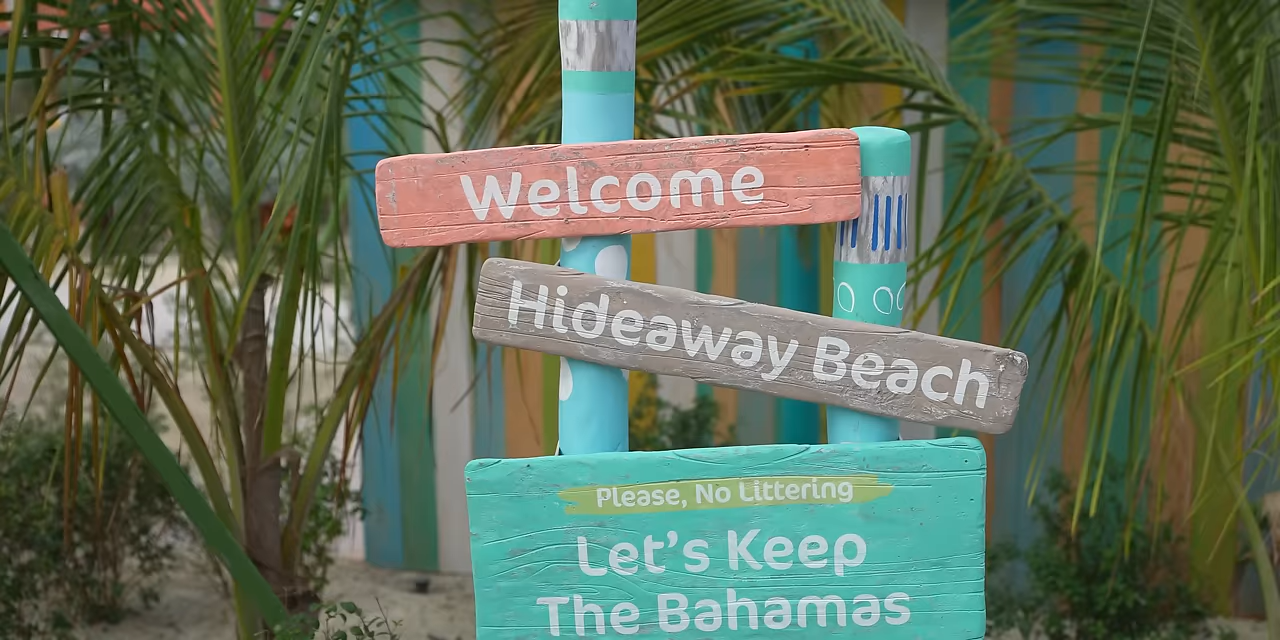 Welcome
Hideaway Beach
Please, No Littering
Let's Keep
The Bahamas